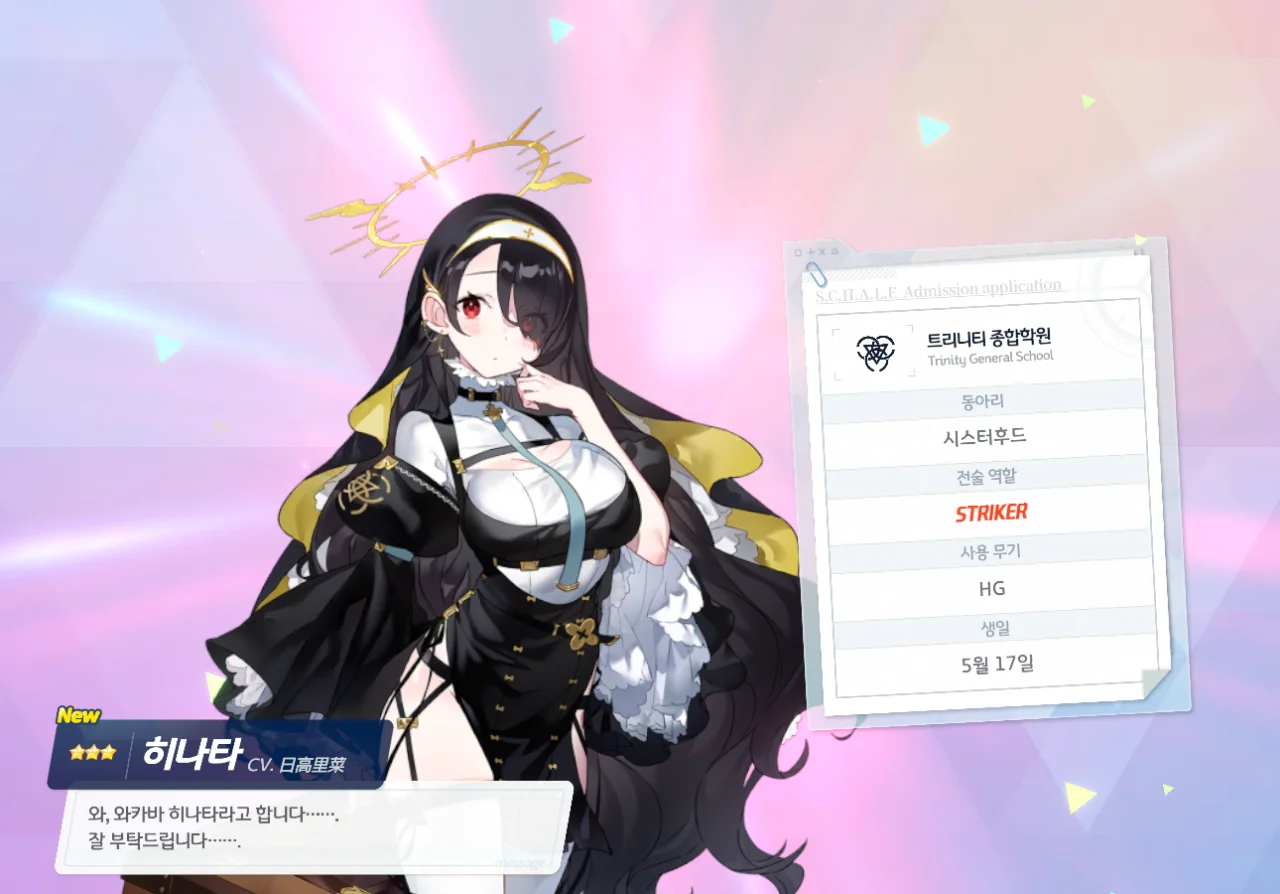 S.C.H.A.L.E Admission application
트리니티 종합학원
Trinity General School
동아리
시스터후드
전술 역할
STRIKER
사용 무기
HG
생일
5월 17일
New
히나타 CV. 日高里菜
와, 와카바 히나타라고 합니다…….
잘 부탁드립니다…….
message